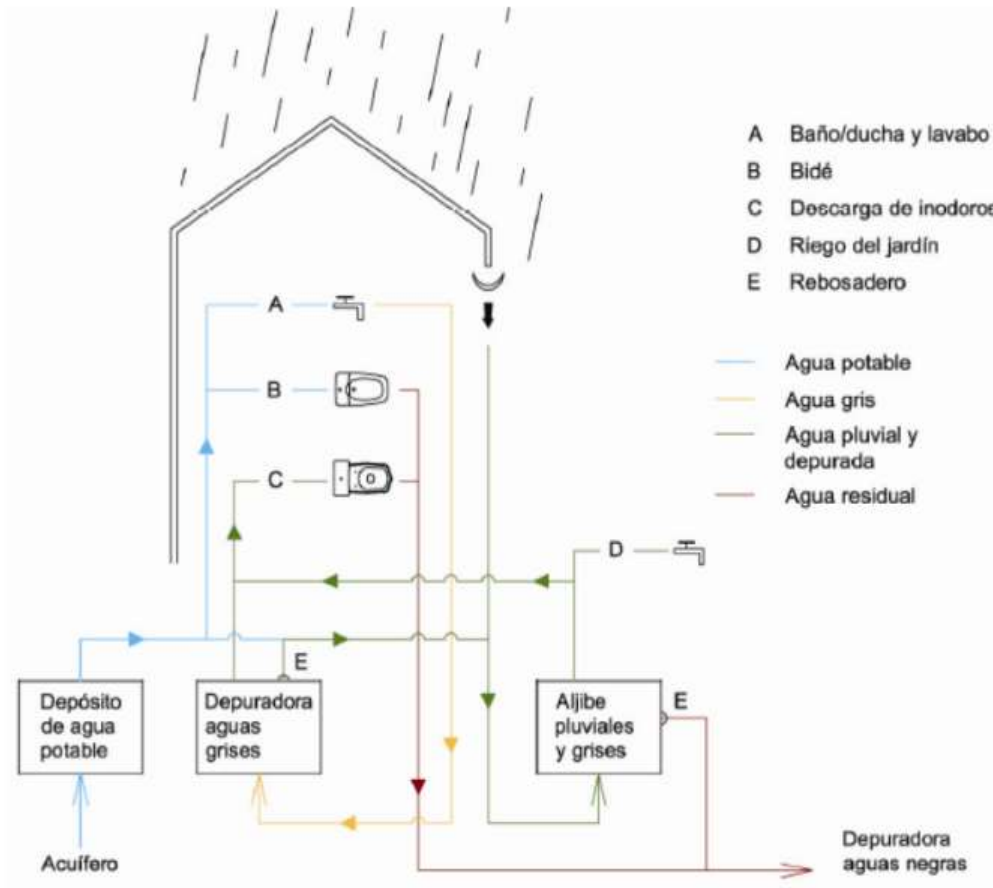 A Baño/ducha y lavabo
B Bidé
C Descarga de inodoros
D Riego del jardín
E Rebosadero
Agua potable
Agua gris
Agua pluvial y
depurada
Agua residual
A
B
C
D
E
Depósito
de agua
potable
Depuradora
aguas
grises
Aljibe
pluviales
y grises
E
Acuífero
Depuradora
aguas negras